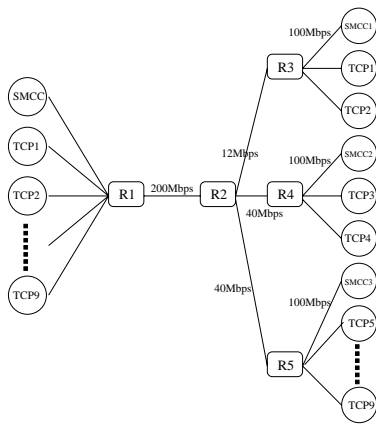 SMCC
TCP1
TCP2
TCP9
R1
200Mbps
R2
12Mbps
40Mbps
40Mbps
R3
100Mbps
SMCC1
TCP1
TCP2
R4
100Mbps
SMCC2
TCP3
TCP4
R5
100Mbps
SMCC3
TCP5
TCP9